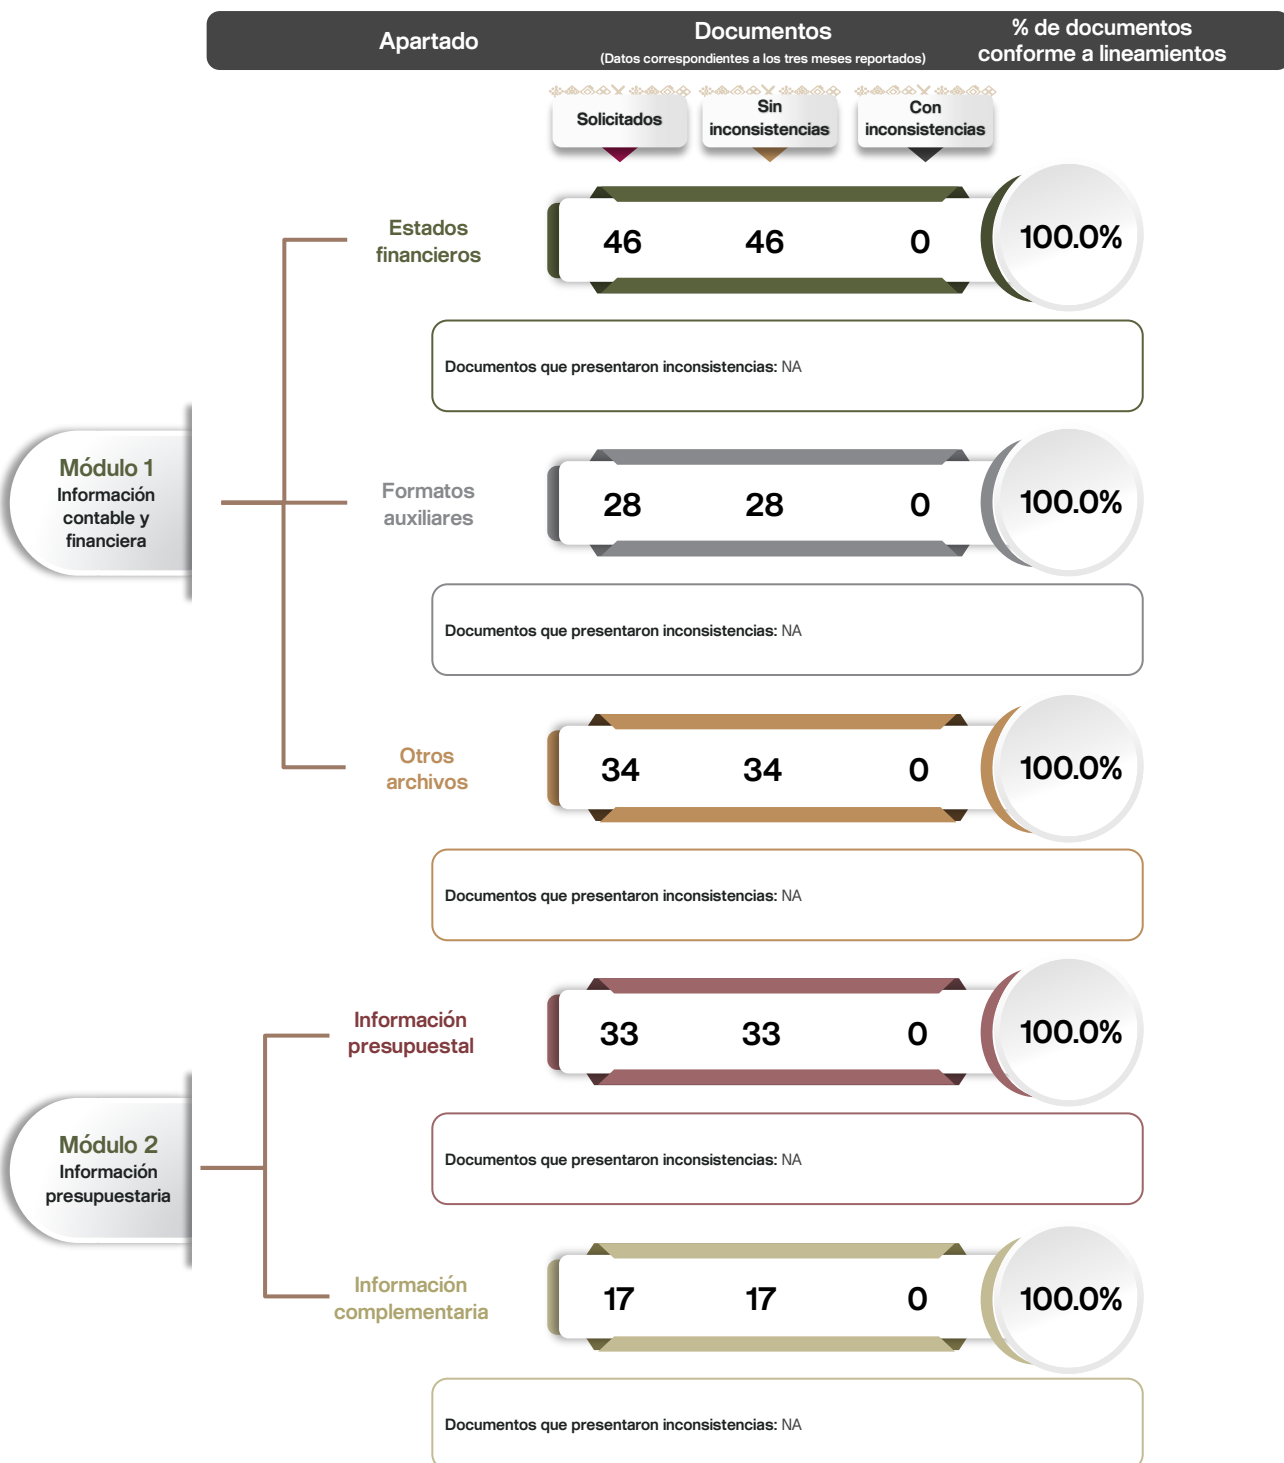 Apartado
Documentos
(Datos correspondientes a los tres meses reportados)
% de documentos
conforme a lineamientos
Solicitados
Sin
inconsistencias
Con
inconsistencias
Módulo 1
Información
contable y
financiera
Estados
financieros
46 46 0 100.0%
Documentos que presentaron inconsistencias: NA
Formatos
auxiliares
28 28 0 100.0%
Documentos que presentaron inconsistencias: NA
Otros
archivos
34 34 0 100.0%
Documentos que presentaron inconsistencias: NA
Módulo 2
Información
presupuestaria
Información
presupuestal
33 33 0 100.0%
Documentos que presentaron inconsistencias: NA
Información
complementaria
17 17 0 100.0%
Documentos que presentaron inconsistencias: NA